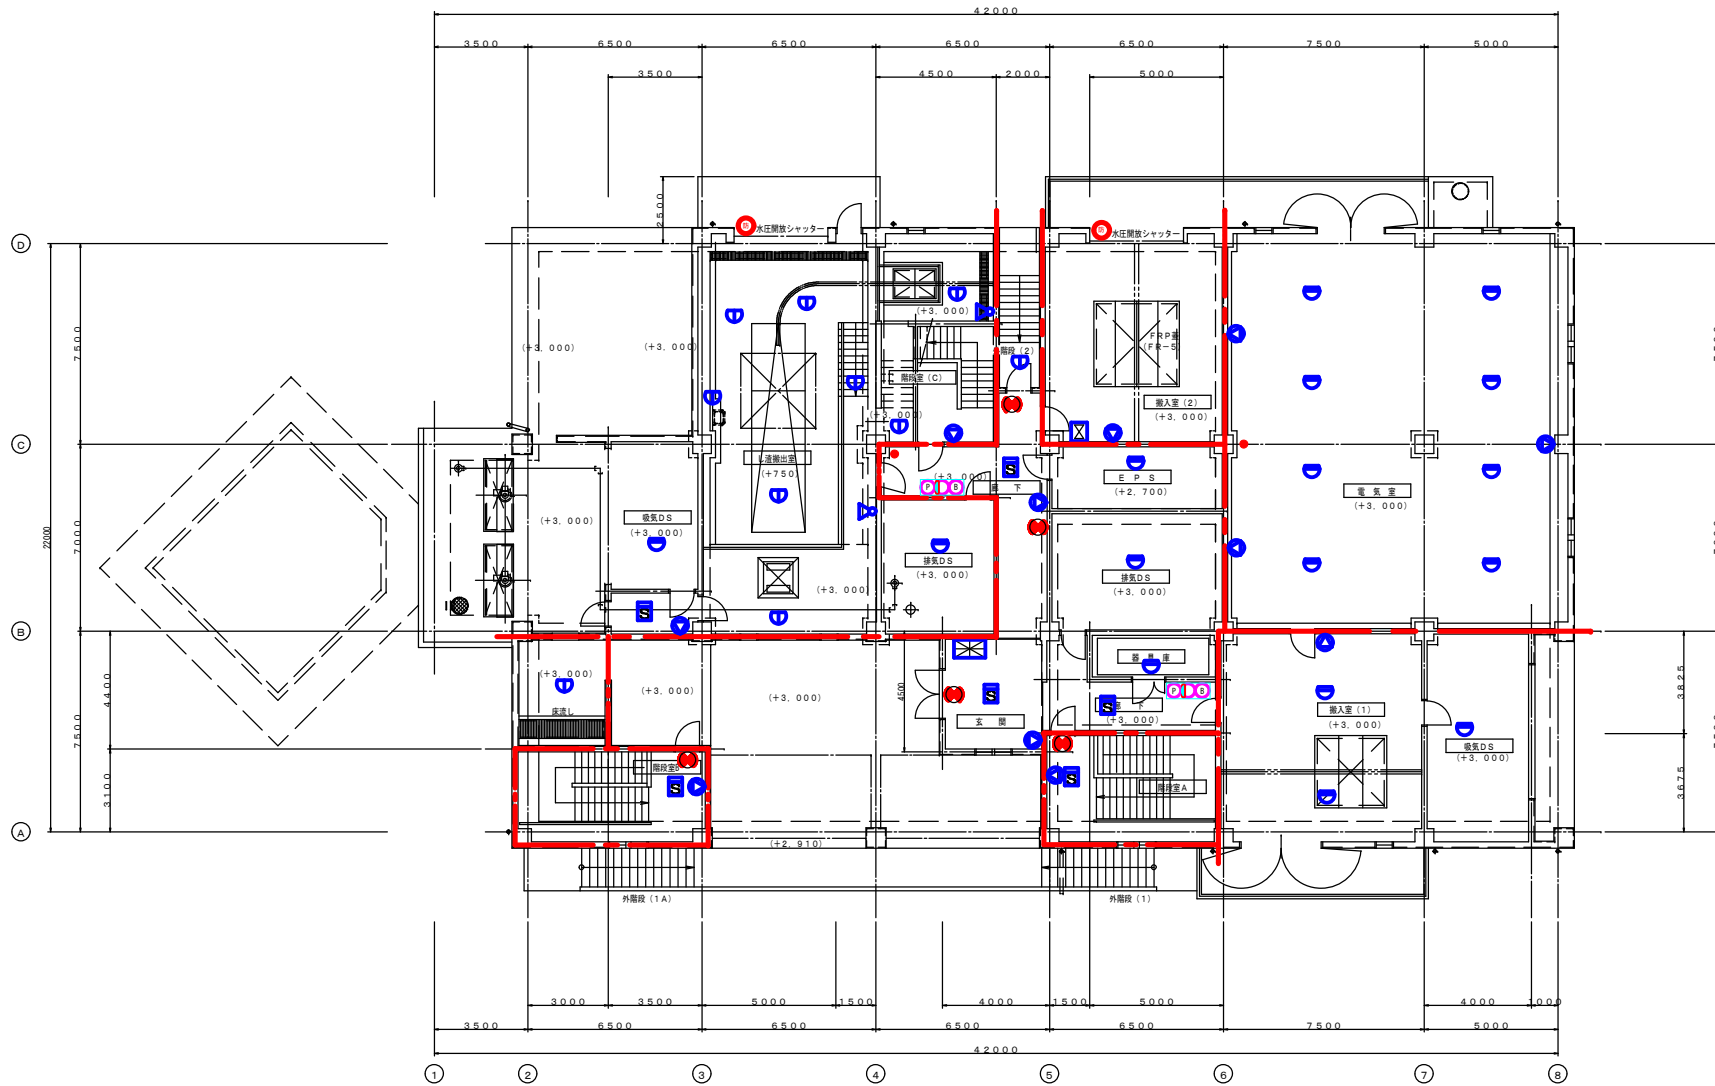 42000
3500 6500 6500 6500 6500 7500 5000
3500 4500 2000 5000
2500
防 水圧開放シャッター
防 水圧開放シャッター
D
7500
(+3,000)
(+3,000)
(+3,000)
階段(2)
FRP蓋
(FR-5)
階段室(C)
搬入室(2)
(+3,000)
(+3,000)
C
し渣搬出室
(+750)
(+3,000)
S
EPS
(+2,700)
P B
廊下
電気室
(+3,000)
吸気DS
(+3,000)
(+3,000)
22000
7000
排気DS
(+3,000)
排気DS
(+3,000)
(+3,000)
S
B
4400
4500
3825
器具庫
(+3,000)
(+3,000)
(+3,000)
S
P B
S
廊下
(+3,000)
搬入室(1)
(+3,000)
床流し
玄関
吸気DS
(+3,000)
7500
3100
3675
階段室B
S
S
階段室A
A
(+2,910)
外階段(1A)
外階段(1)
3000 3500 5000 1500 4000 1500 5000 4000 1000
3500 6500 6500 6500 6500 7500 5000
42000
1 2 3 4 5 6 7 8